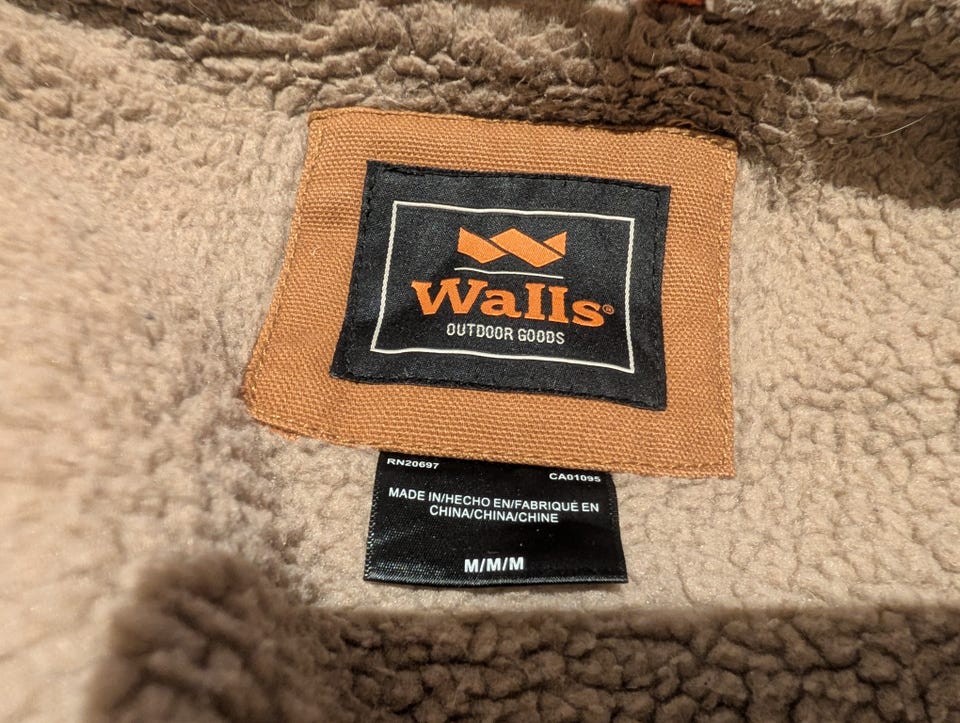 Walls®
OUTDOOR GOODS
RN20697
CA01095
MADE IN/HECHO EN/FABRIQUÉ EN
CHINA/CHINA/CHINE
M/M/M